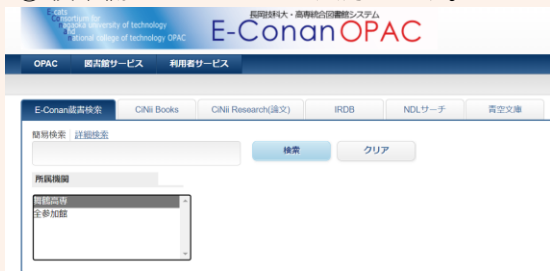 E-cats
Consortium for
Nagaoka university of technology
and
national college of technology OPAC
長岡技科大・高専統合図書館システム
E-Conan OPAC
OPAC 図書館サービス 利用者サービス
E-Conan蔵書検索 CiNii Books CiNii Research(論文) IRDB NDLサーチ 青空文庫
簡易検索 詳細検索
検索 クリア
所属機関
舞鶴高専
全参加館